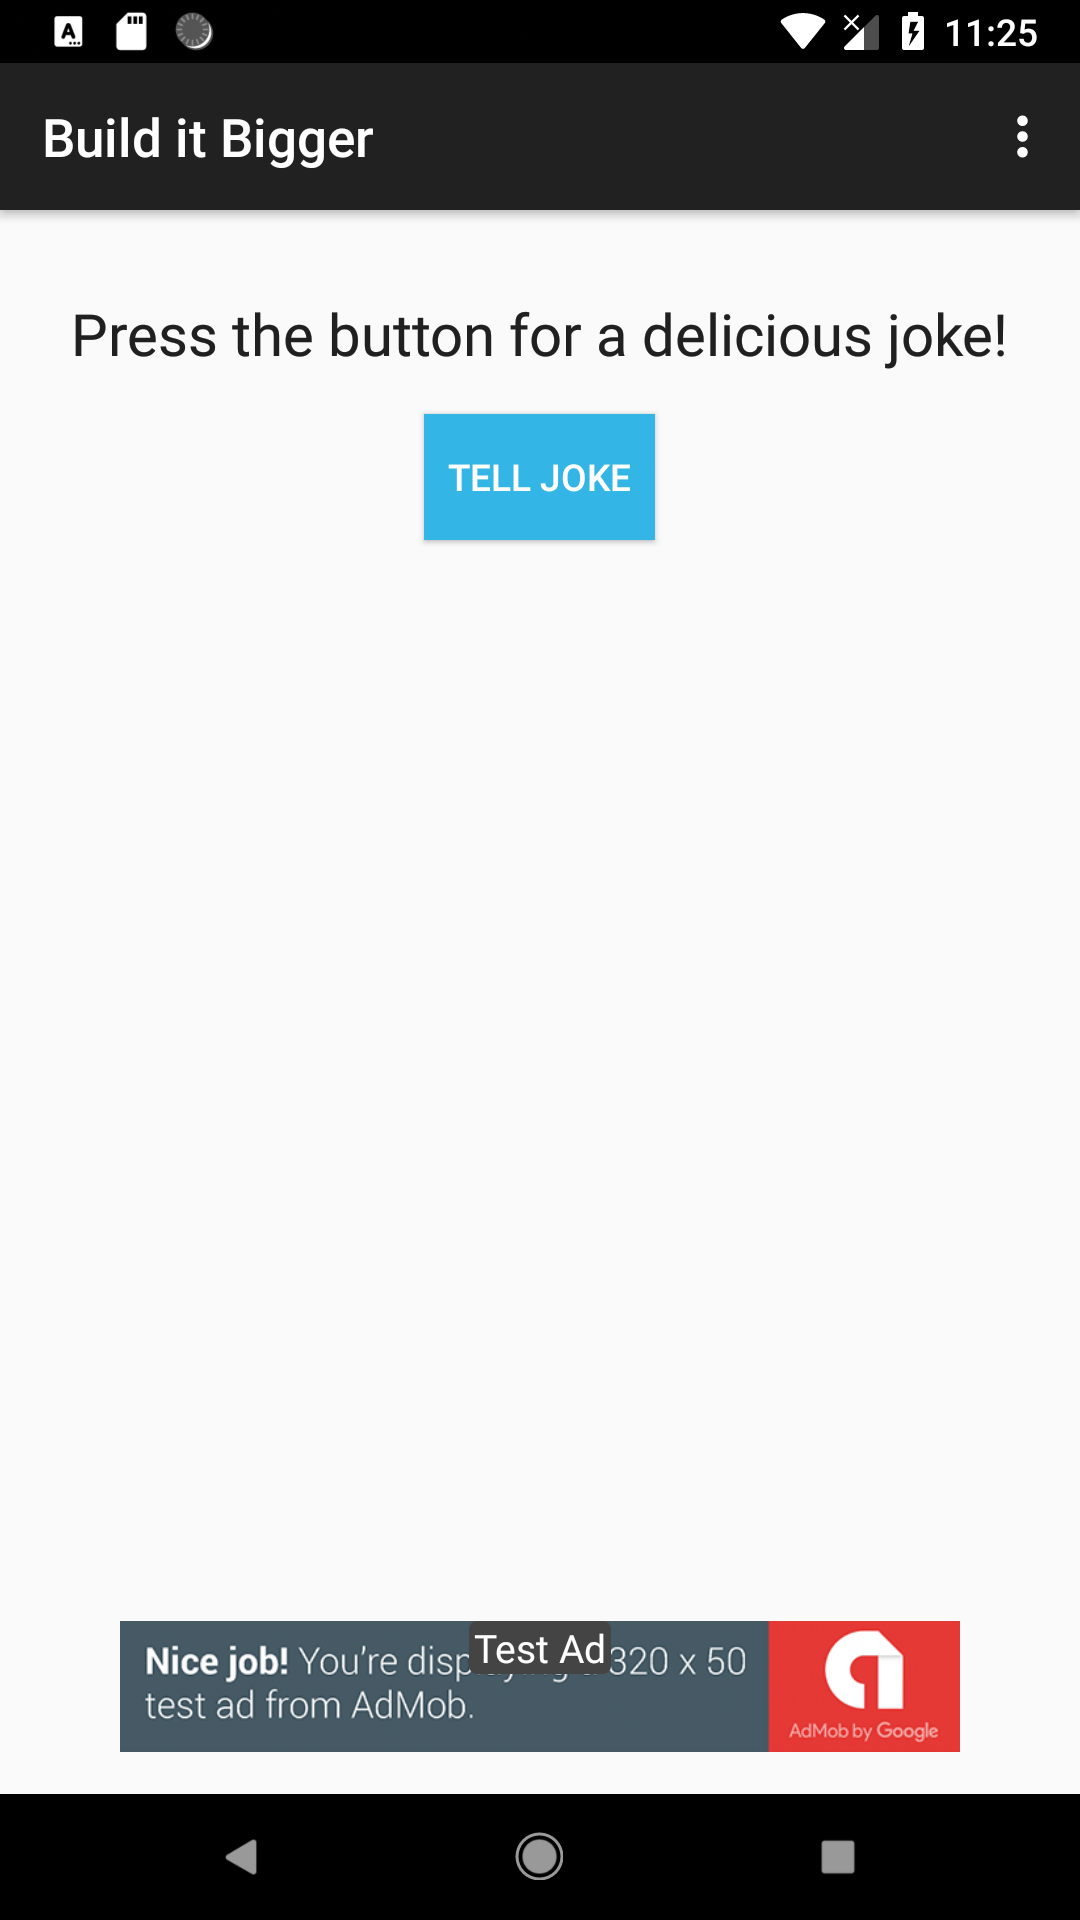 11:25
Build it Bigger
Press the button for a delicious joke!
TELL JOKE
Test Ad
Nice job! You're disp 320 x 50
test ad from AdMob.
AdMob by Google